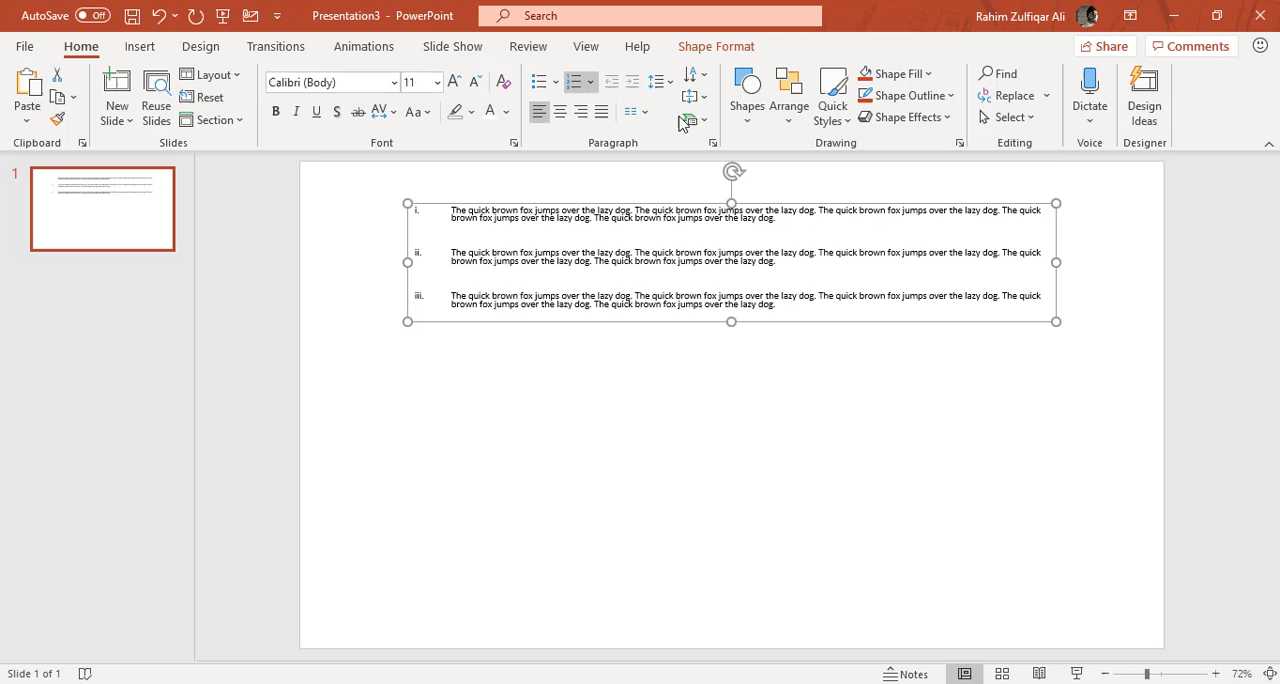 AutoSave Off Presentation3 - PowerPoint Search Rahim Zulfiqar Ali
File Home Insert Design Transitions Animations Slide Show Review View Help Shape Format Share Comments
Paste New Slide Reuse Slides Layout Reset Section Calibri (Body) 11 B I U S ab AV Aa A Shapes Arrange Quick Styles Shape Fill Shape Outline Shape Effects Find Replace Select Dictate Design Ideas
Clipboard Slides Font Paragraph Drawing Editing Voice Designer
1
i. The quick brown fox jumps over the lazy dog. The quick brown fox jumps over the lazy dog. The quick brown fox jumps over the lazy dog. The quick
brown fox jumps over the lazy dog. The quick brown fox jumps over the lazy dog.
ii. The quick brown fox jumps over the lazy dog. The quick brown fox jumps over the lazy dog. The quick brown fox jumps over the lazy dog. The quick
brown fox jumps over the lazy dog. The quick brown fox jumps over the lazy dog.
iii. The quick brown fox jumps over the lazy dog. The quick brown fox jumps over the lazy dog. The quick brown fox jumps over the lazy dog. The quick
brown fox jumps over the lazy dog. The quick brown fox jumps over the lazy dog.
Slide 1 of 1 Notes 72%